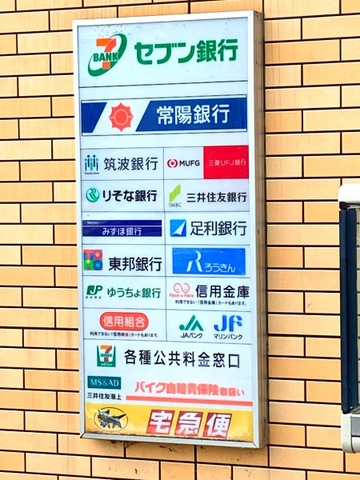 7
BANK
セブン銀行
常陽銀行
筑波銀行
MUFG 三菱UFJ銀行
りそな銀行
SMBC 三井住友銀行
みずほ銀行
足利銀行
東邦銀行
ろうきん
JP ゆうちょ銀行
信用金庫
信用組合
JAバンク
JF マリンバンク
各種公共料金窓口
MS&AD
三井住友海上
バイク自賠責保険取扱い
宅急便